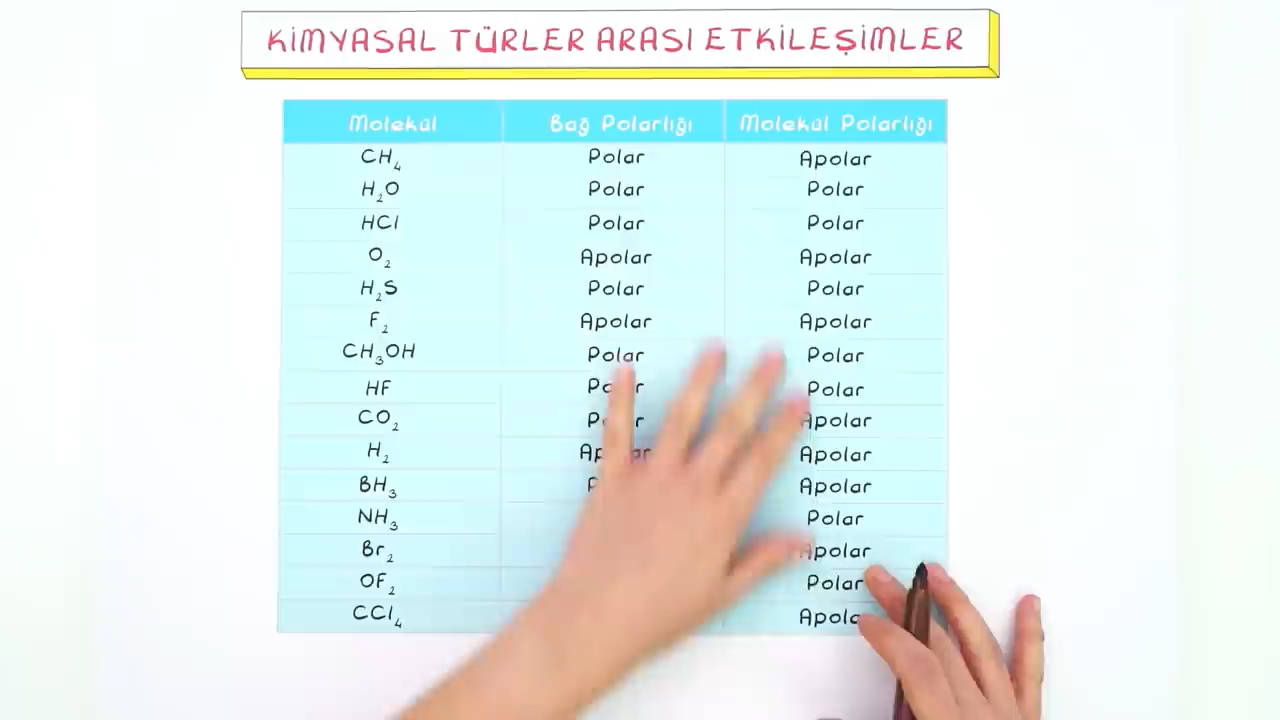 KİMYASAL TÜRLER ARASI ETKİLEŞİMLER
Molekül Bağ Polarlığı Molekül Polarlığı
CH₄ Polar Apolar
H₂O Polar Polar
HCl Polar Polar
O₂ Apolar Apolar
H₂S Polar Polar
F₂ Apolar Apolar
CH₃OH Polar Polar
HF Polar
CO₂ Apolar
H₂ Apolar
BH₃ Apolar
NH₃ Polar
Br₂ Apolar
OF₂ Polar
CCl₄